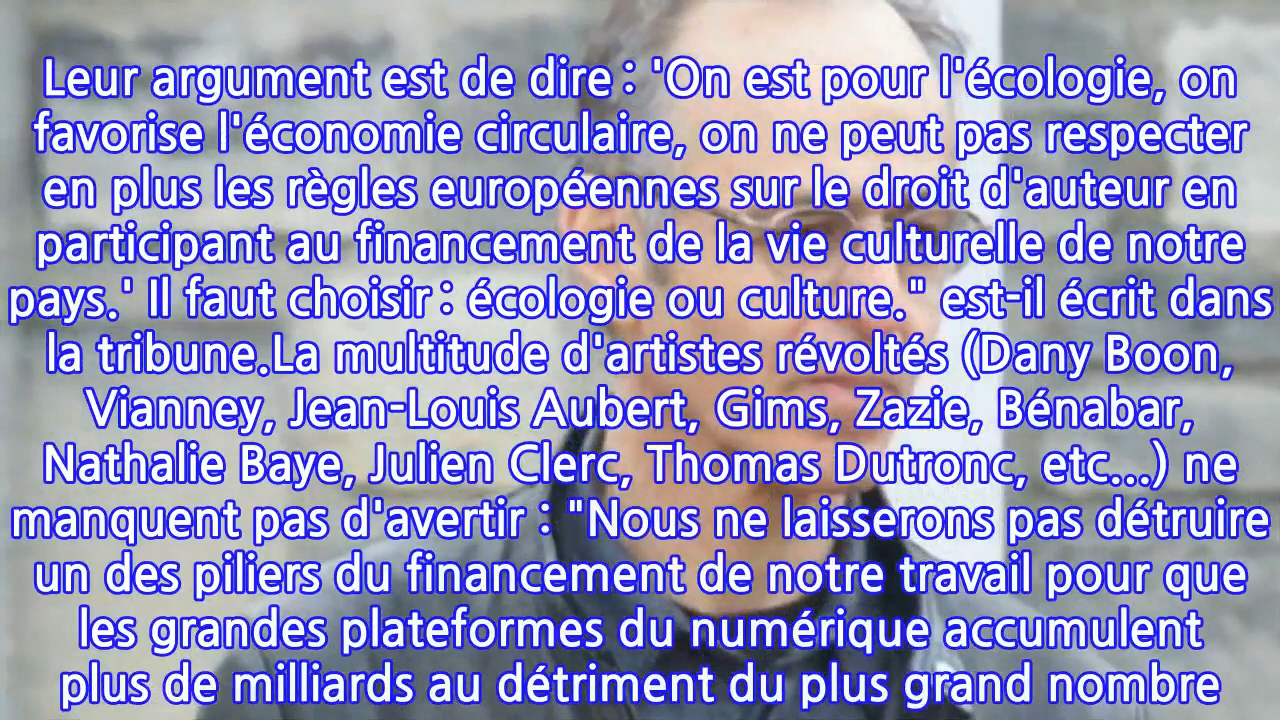 Leur argument est de dire : 'On est pour l'écologie, on
favorise l'économie circulaire, on ne peut pas respecter
en plus les règles européennes sur le droit d'auteur en
participant au financement de la vie culturelle de notre
pays.' Il faut choisir : écologie ou culture." est-il écrit dans
la tribune.La multitude d'artistes révoltés (Dany Boon,
Vianney, Jean-Louis Aubert, Gims, Zazie, Bénabar,
Nathalie Baye, Julien Clerc, Thomas Dutronc, etc...) ne
manquent pas d'avertir : "Nous ne laisserons pas détruire
un des piliers du financement de notre travail pour que
les grandes plateformes du numérique accumulent
plus de milliards au détriment du plus grand nombre